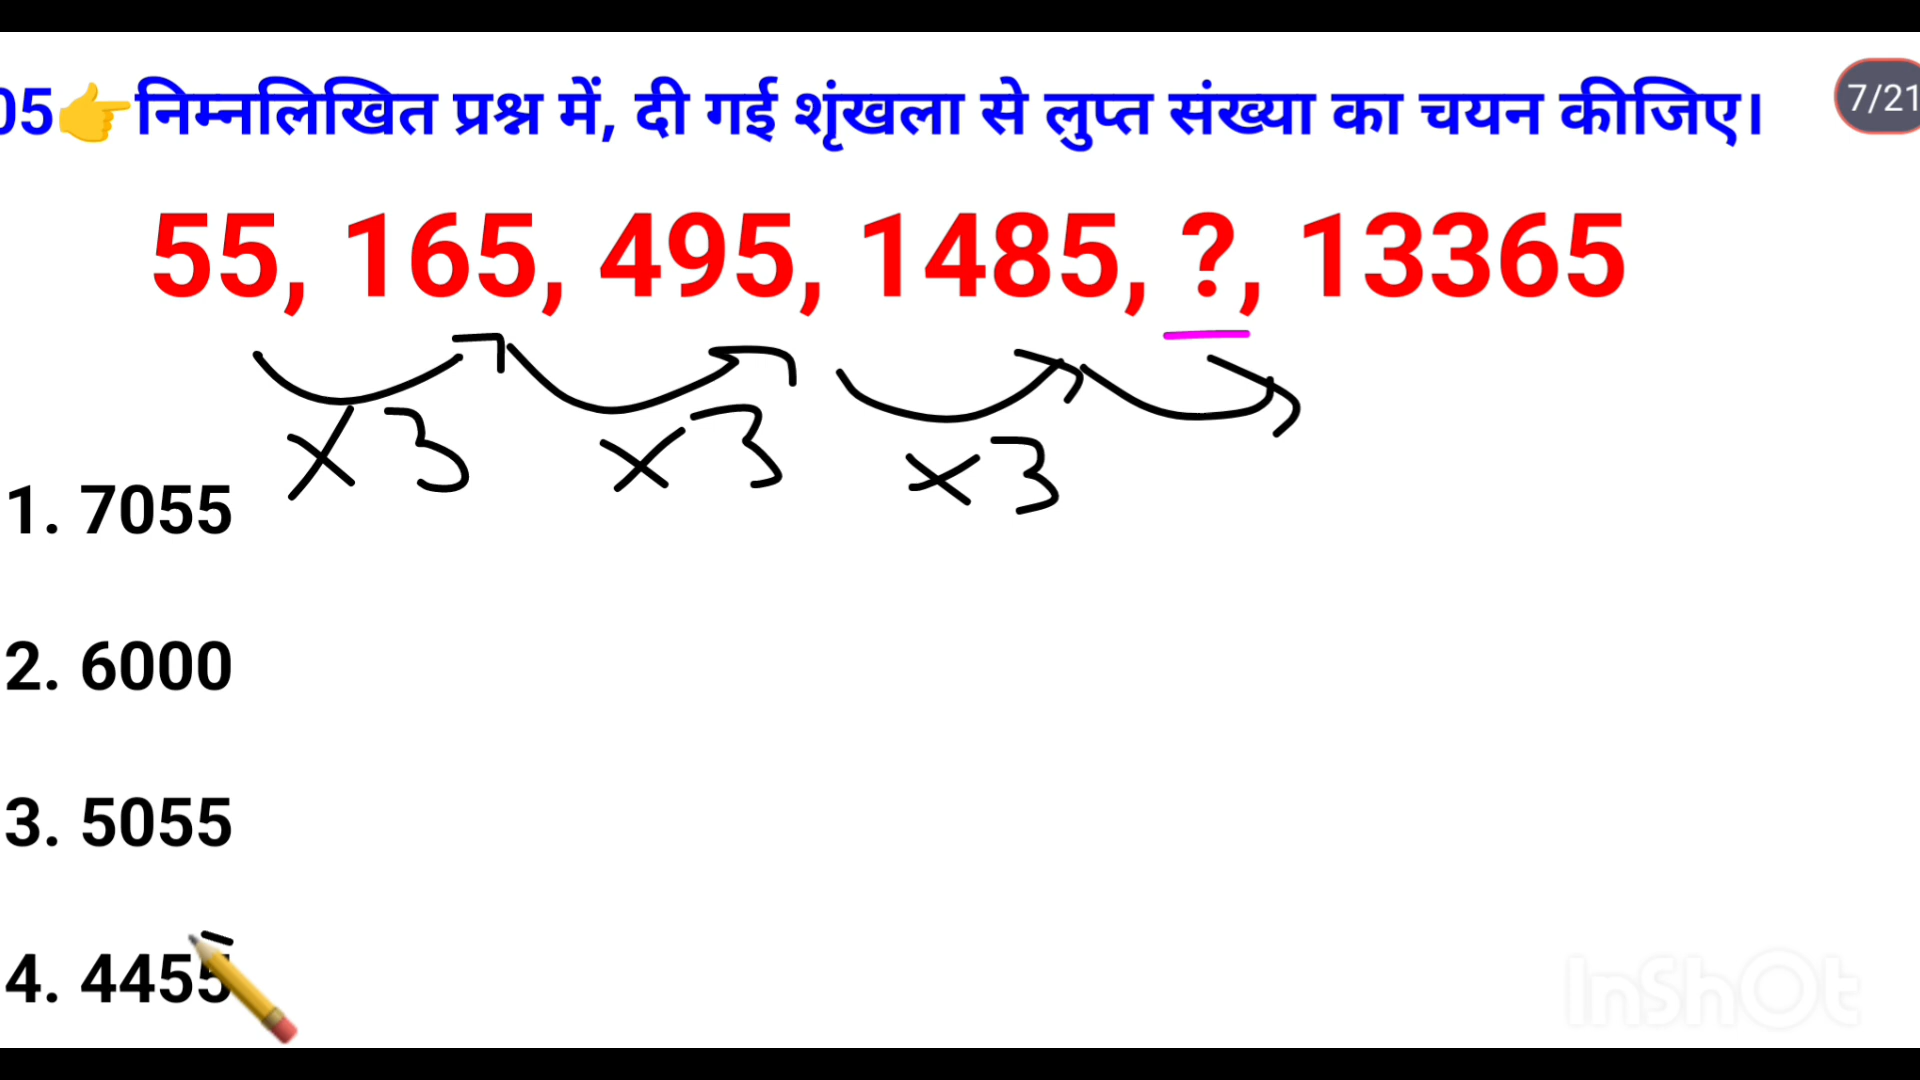 05👉निम्नलिखित प्रश्न में, दी गई शृंखला से लुप्त संख्या का चयन कीजिए।
7/21
55, 165, 495, 1485, ?, 13365
×3 ×3 ×3
1. 7055
2. 6000
3. 5055
4. 4455
InShOt